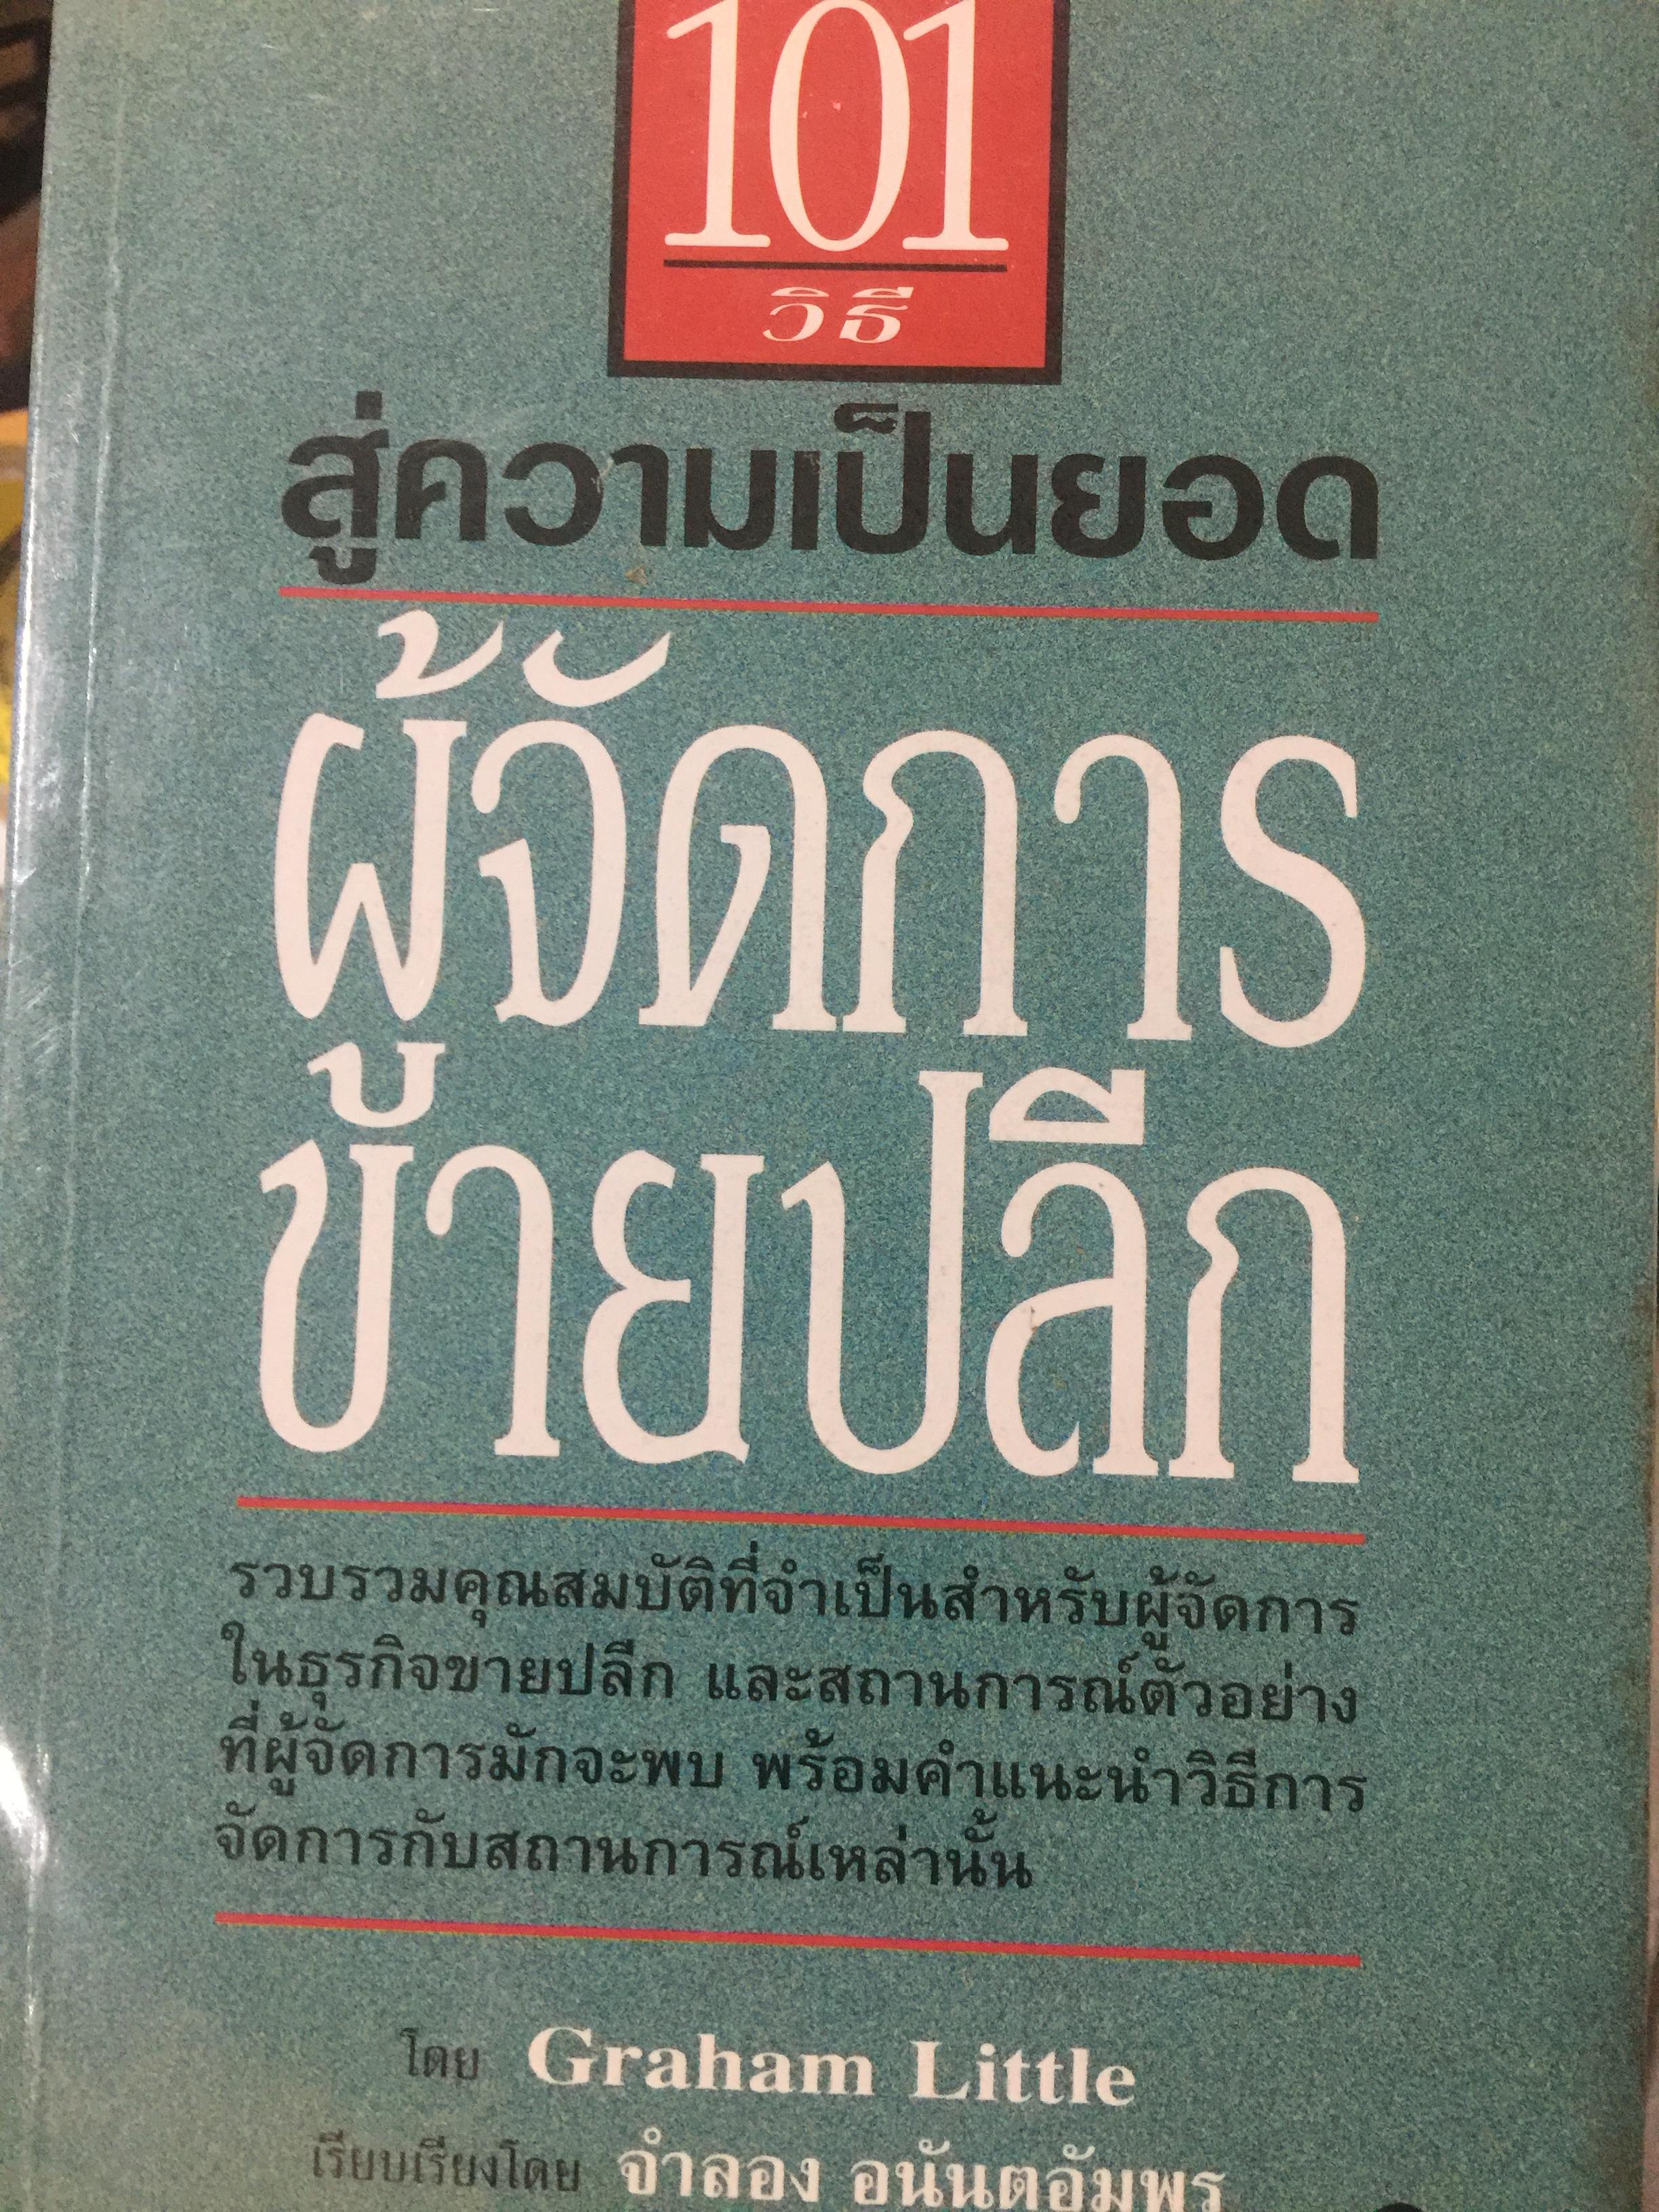 101
วิธี
สู่ความเป็นยอด
ผู้จัดการ
ขายปลีก
รวบรวมคุณสมบัติที่จำเป็นสำหรับผู้จัดการ
ในธุรกิจขายปลีก และสถานการณ์ตัวอย่าง
ที่ผู้จัดการมักจะพบ พร้อมคำแนะนำวิธีการ
จัดการกับสถานการณ์เหล่านั้น
โดย Graham Little
เรียบเรียงโดย จำลอง อนันตอัมพร